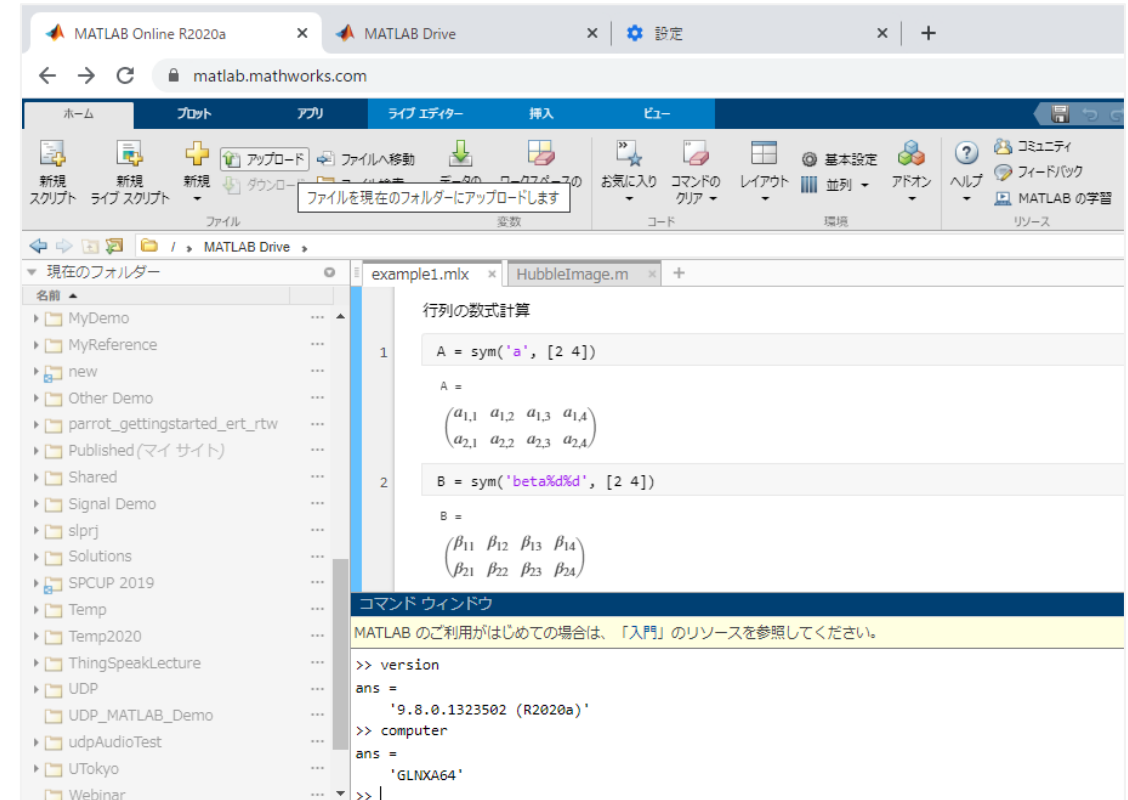 MATLAB Online R2020a
MATLAB Drive
設定
matlab.mathworks.com
ホーム プロット アプリ ライブ エディター 挿入 ビュー
新規 スクリプト
新規 ライブ スクリプト
新規
アップロード
ダウンロード
ファイルへ移動
データの
ワークスペースの
お気に入り
コマンドの クリア
レイアウト
基本設定
並列
アドオン
ヘルプ
コミュニティ
フィードバック
MATLAB の学習
ファイルを現在のフォルダーにアップロードします
ファイル 変数 コード 環境 リソース
/ MATLAB Drive
現在のフォルダー
名前
MyDemo
MyReference
new
Other Demo
parrot_gettingstarted_ert_rtw
Published (マイ サイト)
Shared
Signal Demo
slprj
Solutions
SPCUP 2019
Temp
Temp2020
ThingSpeakLecture
UDP
UDP_MATLAB_Demo
udpAudioTest
UTokyo
Webinar
example1.mlx HubbleImage.m
行列の数式計算
1 A = sym('a', [2 4])
A =
a1,1 a1,2 a1,3 a1,4
a2,1 a2,2 a2,3 a2,4
2 B = sym('beta%d%d', [2 4])
B =
β11 β12 β13 β14
β21 β22 β23 β24
コマンド ウィンドウ
MATLAB のご利用がはじめての場合は、「入門」のリソースを参照してください。
>> version
ans =
'9.8.0.1323502 (R2020a)'
>> computer
ans =
'GLNXA64'
>>